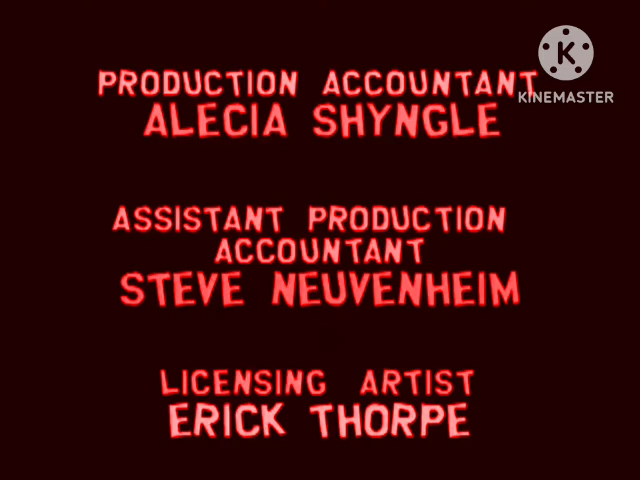 PRODUCTION ACCOUNTANT
ALECIA SHYNGLE
K
KINEMASTER
ASSISTANT PRODUCTION
ACCOUNTANT
STEVE NEUVENHEIM
LICENSING ARTIST
ERICK THORPE